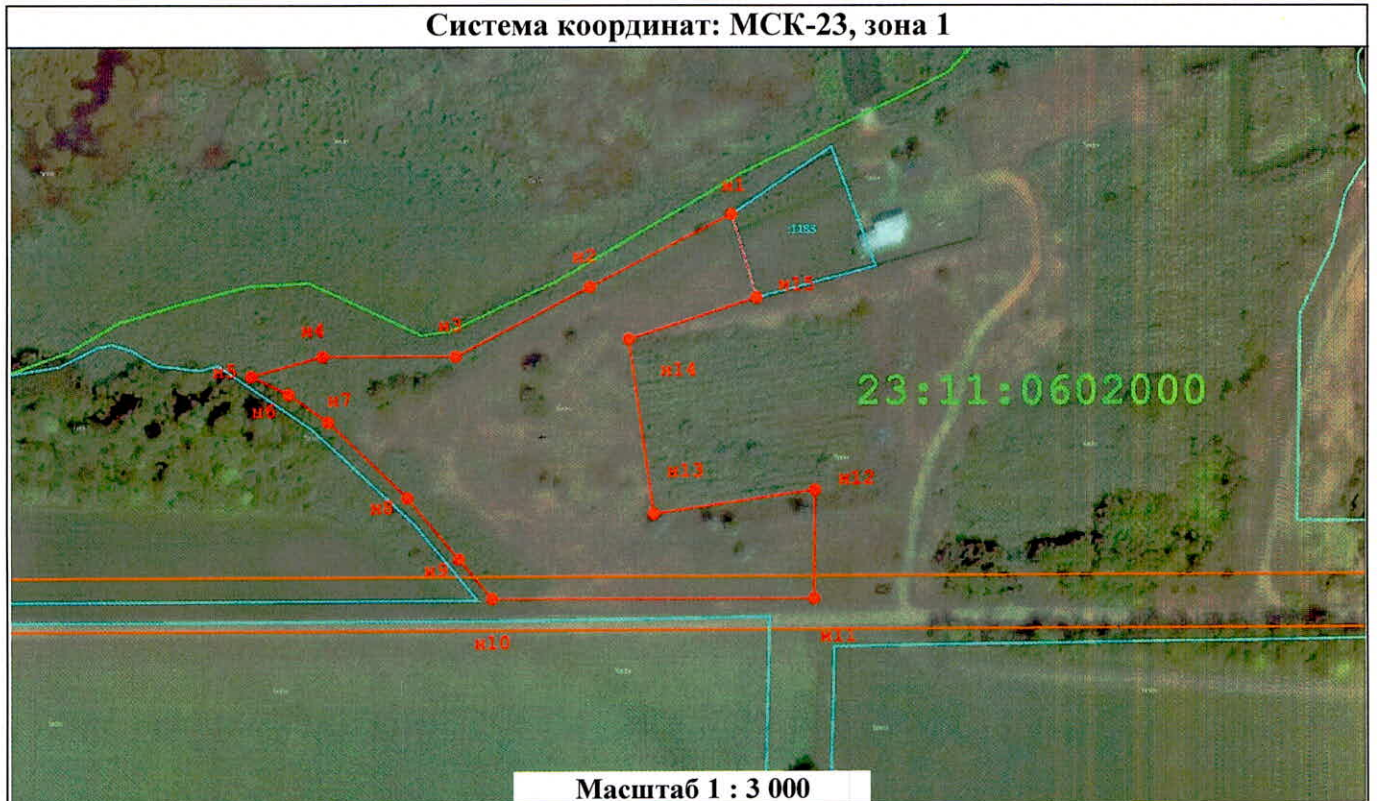 Система координат: МСК-23, зона 1
н1
:1183
н2
н15
н3
н4
н14
н5
23:11:0602000
н6
н7
н13
н12
н8
н9
н11
н10
Масштаб 1 : 3 000